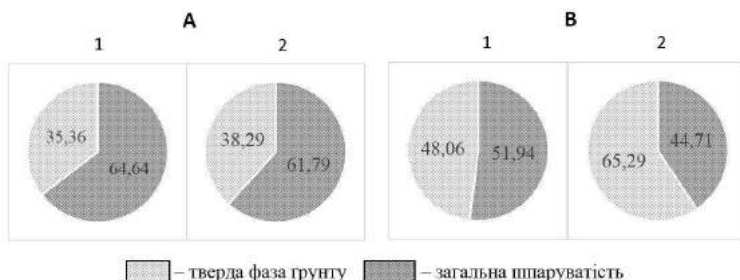 А В
1 2 1 2
35,36 64,64 38,29 61,79 48,06 51,94 65,29 44,71
– тверда фаза ґрунту – загальна шпаруватість